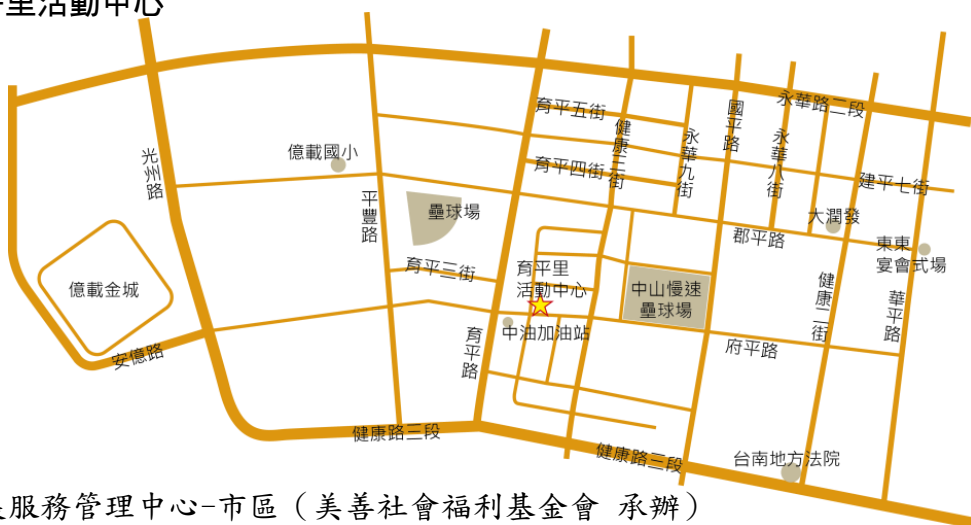 里活動中心
永華路二段
育平五街
國平路
健康三街
永華九街
永華八街
光州路
億載國小
育平四街
建平七街
平豐路
壘球場
大潤發
郡平路
東東
宴會式場
育平三街
育平里
活動中心
億載金城
中山慢速
壘球場
健康二街
華平路
中油加油站
育平路
府平路
安億路
健康路三段
健康路三段
台南地方法院
服務管理中心-市區（美善社會福利基金會 承辦）